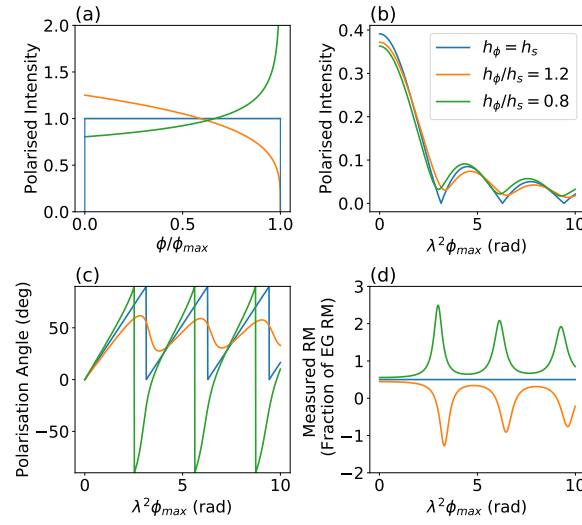 (a)
Polarised Intensity
2.0
1.5
1.0
0.5
0.0
0.0
0.5
1.0
ϕ/ϕmax
(b)
Polarised Intensity
0.4
0.3
0.2
0.1
0.0
0
5
10
λ²ϕmax (rad)
hϕ = hs
hϕ/hs = 1.2
hϕ/hs = 0.8
(c)
Polarisation Angle (deg)
50
0
−50
0
5
10
λ²ϕmax (rad)
(d)
Measured RM
(Fraction of EG RM)
3
2
1
0
−1
−2
0
5
10
λ²ϕmax (rad)